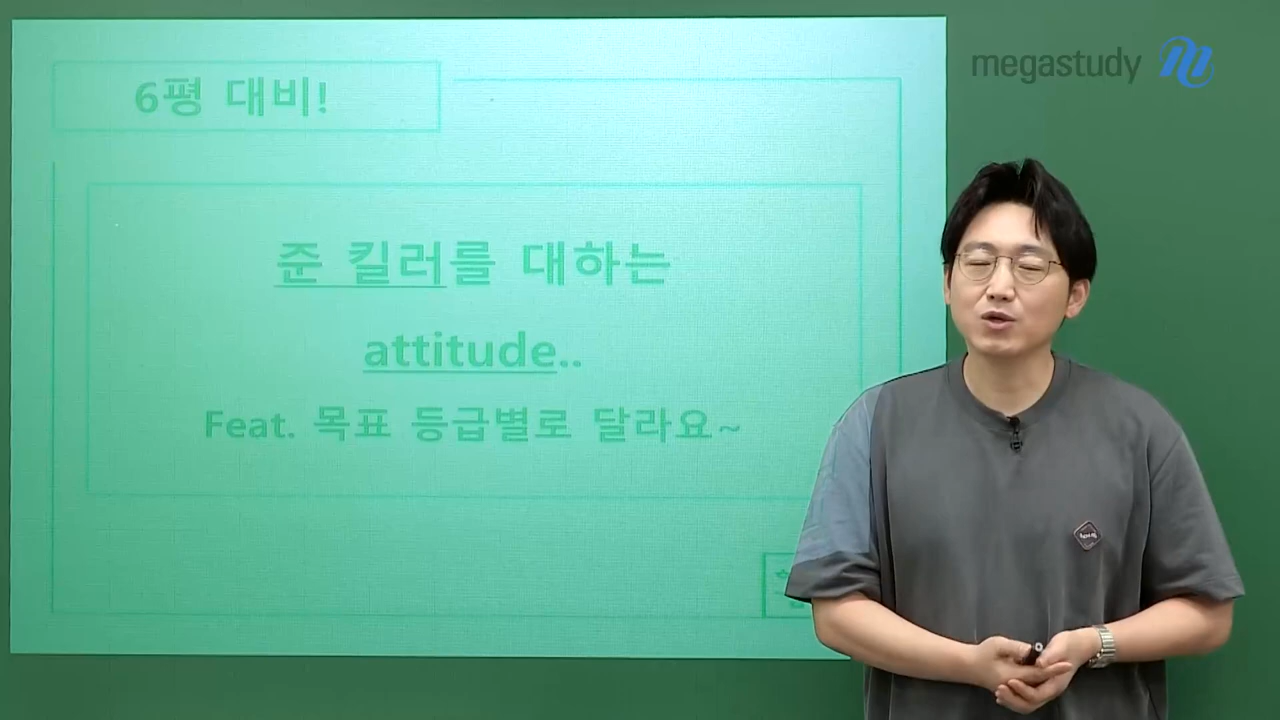 megastudy
6평 대비!
준 킬러를 대하는
attitude..
Feat. 목표 등급별로 달라요~